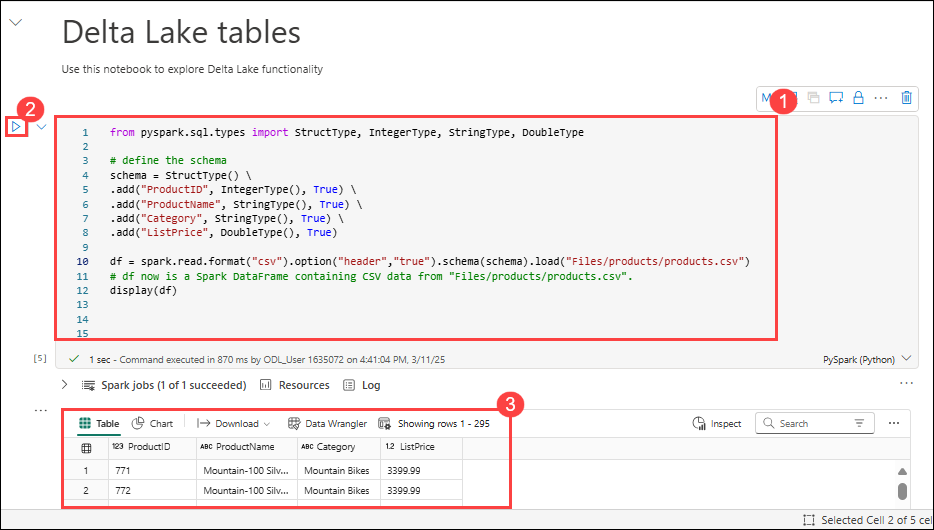 Delta Lake tables
Use this notebook to explore Delta Lake functionality
2
1
1 from pyspark.sql.types import StructType, IntegerType, StringType, DoubleType
2
3 # define the schema
4 schema = StructType() \
5 .add("ProductID", IntegerType(), True) \
6 .add("ProductName", StringType(), True) \
7 .add("Category", StringType(), True) \
8 .add("ListPrice", DoubleType(), True)
9
10 df = spark.read.format("csv").option("header","true").schema(schema).load("Files/products/products.csv")
11 # df now is a Spark DataFrame containing CSV data from "Files/products/products.csv".
12 display(df)
13
14
15
[5] 1 sec - Command executed in 870 ms by ODL_User 1635072 on 4:41:04 PM, 3/11/25 PySpark (Python)
Spark jobs (1 of 1 succeeded) Resources Log
3
Table Chart Download Data Wrangler Showing rows 1 - 295 Inspect Search
123 ProductID ABC ProductName ABC Category 1.2 ListPrice
1 771 Mountain-100 Silv... Mountain Bikes 3399.99
2 772 Mountain-100 Silv... Mountain Bikes 3399.99
Selected Cell 2 of 5 cel